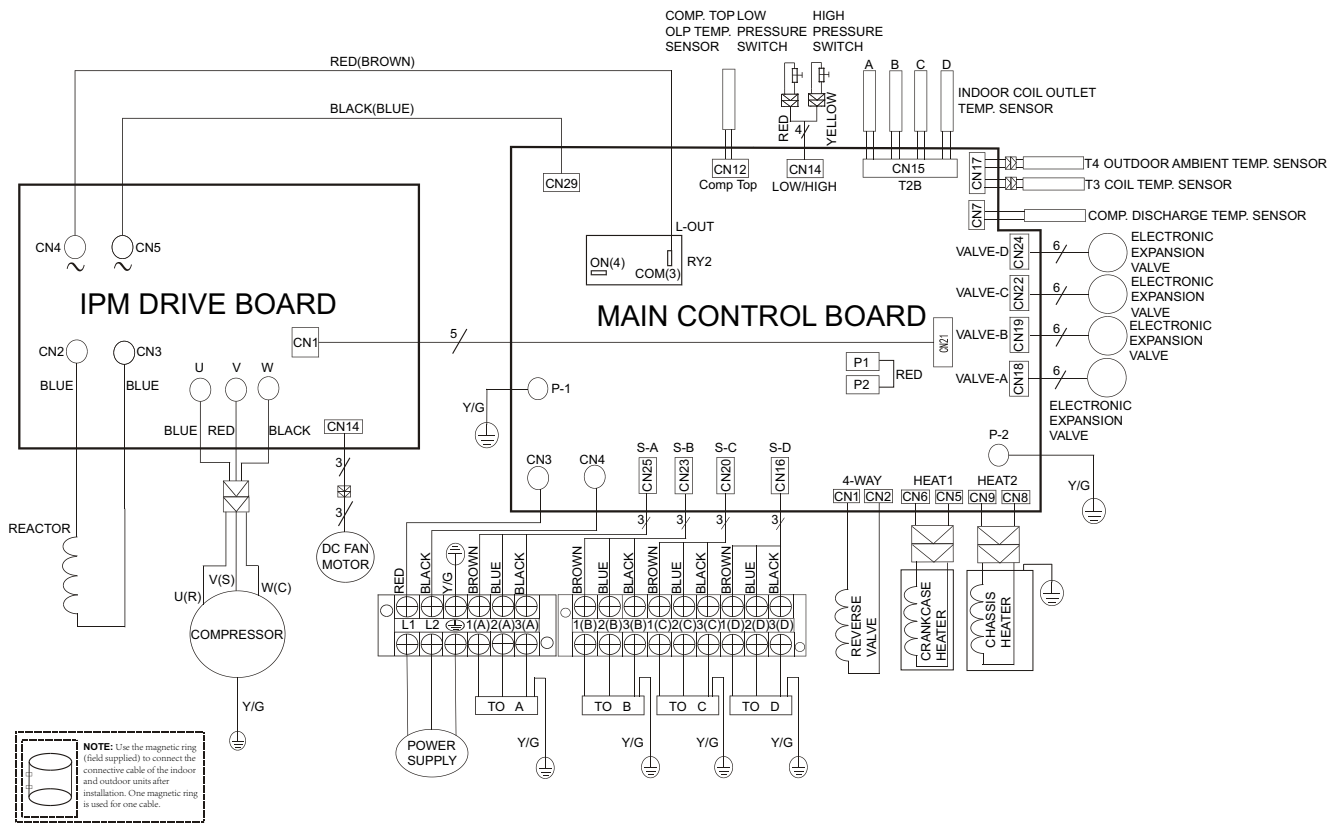 COMP. TOP
OLP TEMP.
SENSOR
LOW
PRESSURE
SWITCH
HIGH
PRESSURE
SWITCH
RED(BROWN)
BLACK(BLUE)
RED
4
YELLOW
A B C D
INDOOR COIL OUTLET
TEMP. SENSOR
CN29
CN12
Comp Top
CN14
LOW/HIGH
CN15
T2B
CN17
T4 OUTDOOR AMBIENT TEMP. SENSOR
T3 COIL TEMP. SENSOR
CN7
COMP. DISCHARGE TEMP. SENSOR
CN4
CN5
IPM DRIVE BOARD
CN1
5
CN2
CN3
BLUE
BLUE
U V W
BLUE
RED
BLACK
CN14
3
3
DC FAN
MOTOR
REACTOR
U(R)
V(S)
W(C)
COMPRESSOR
Y/G
L-OUT
ON(4)
COM(3)
RY2
MAIN CONTROL BOARD
CN21
P1
P2
RED
VALVE-D
CN24
6
ELECTRONIC
EXPANSION
VALVE
VALVE-C
CN22
6
ELECTRONIC
EXPANSION
VALVE
VALVE-B
CN19
6
ELECTRONIC
EXPANSION
VALVE
VALVE-A
CN18
6
ELECTRONIC
EXPANSION
VALVE
P-1
Y/G
P-2
Y/G
CN3
CN4
S-A
CN25
3
S-B
CN23
3
S-C
CN20
3
S-D
CN16
3
4-WAY
CN1 CN2
HEAT1
CN6 CN5
HEAT2
CN9 CN8
RED
BLACK
Y/G
BROWN
BLUE
BLACK
BROWN
BLUE
BLACK
BROWN
BLUE
BLACK
BROWN
BLUE
BLACK
L1 L2 1(A) 2(A) 3(A)
1(B) 2(B) 3(B) 1(C) 2(C) 3(C) 1(D) 2(D) 3(D)
REVERSE
VALVE
CRANKCASE
HEATER
CHASSIS
HEATER
TO A
TO B
TO C
TO D
Y/G
Y/G
Y/G
Y/G
POWER
SUPPLY
NOTE: Use the magnetic ring
(field supplied) to connect the
connective cable of the indoor
and outdoor units after
installation. One magnetic ring
is used for one cable.